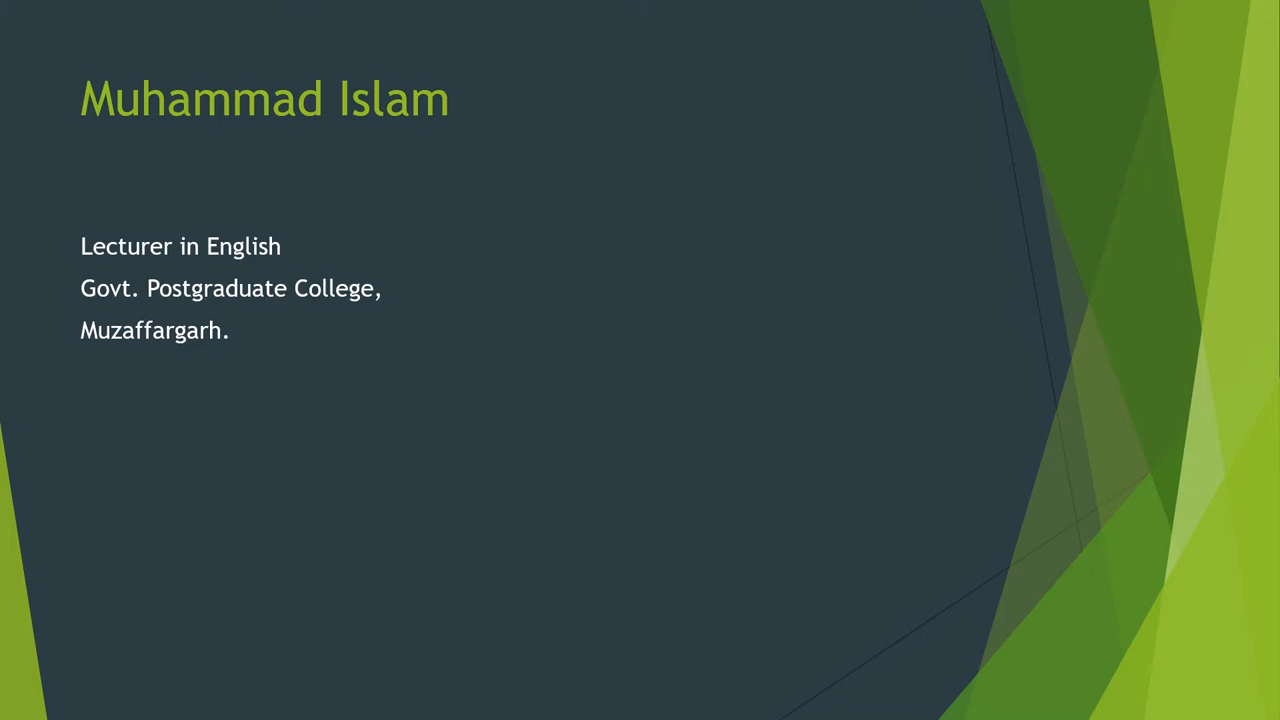 Muhammad Islam
Lecturer in English
Govt. Postgraduate College,
Muzaffargarh.